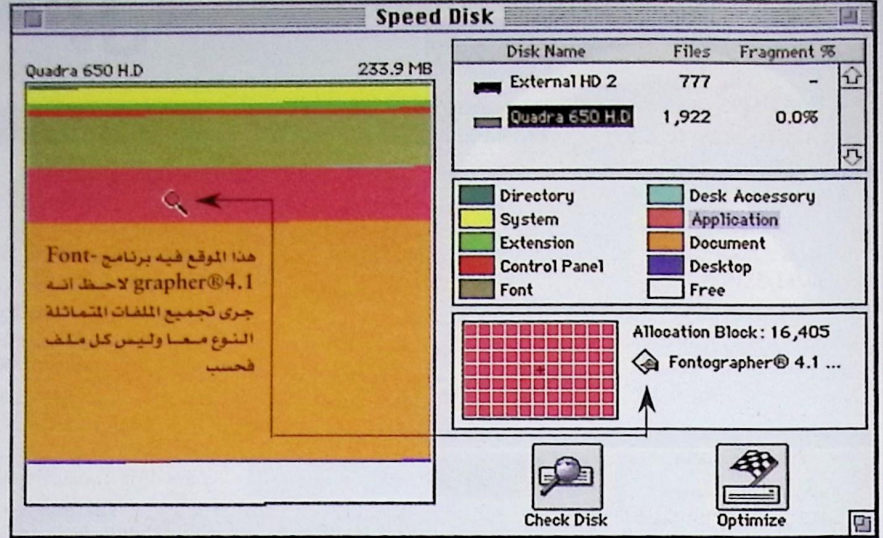 Speed Disk
Quadra 650 H.D 233.9 MB
Disk Name Files Fragment %
External HD 2 777 -
Quadra 650 H.D 1,922 0.0%
Directory Desk Accessory
System Application
Extension Document
Control Panel Desktop
Font Free
هذا الموقع فيه برنامج Font-
grapher®4.1 لاحظ أنه
جرى تجميع الملفات المتماثلة
النوع معا وليس كل ملف
فحسب
Allocation Block: 16,405
Fontographer® 4.1 ...
Check Disk
Optimize